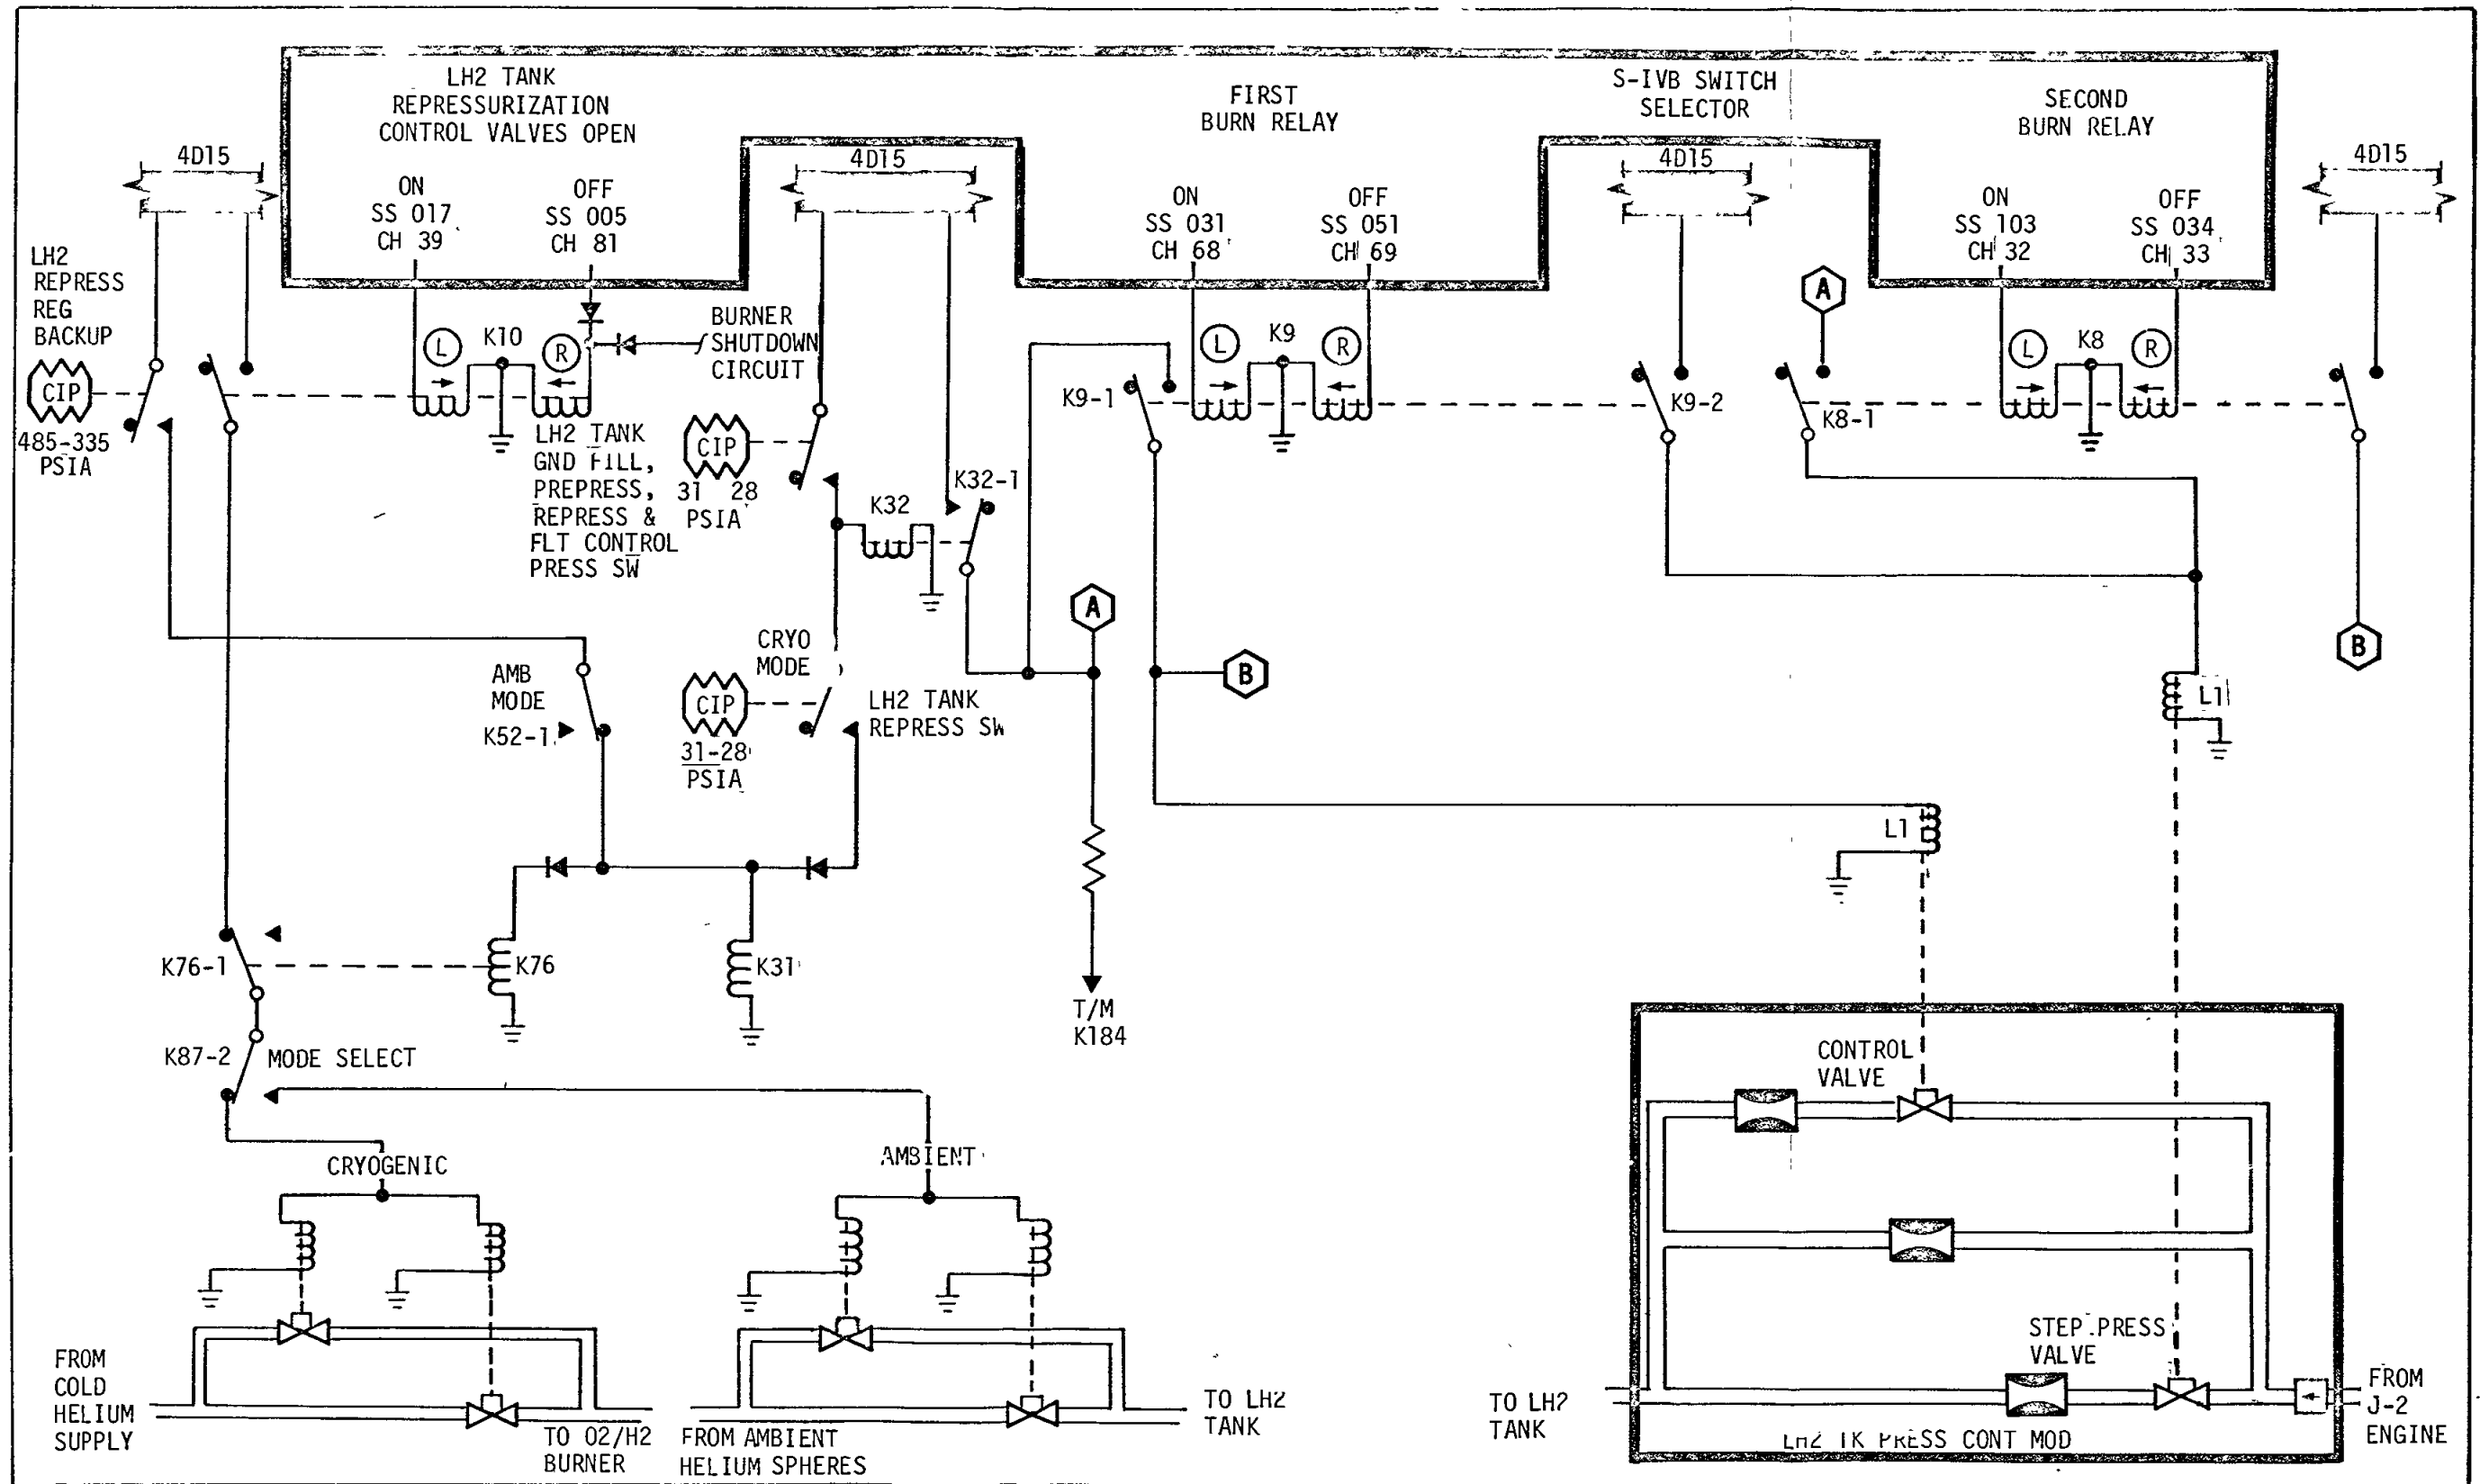 LH2 TANK
REPRESSURIZATION
CONTROL VALVES OPEN
FIRST
BURN RELAY
S-IVB SWITCH
SELECTOR
SECOND
BURN RELAY
4D15
4D15
4D15
4D15
ON
SS 017
CH 39
OFF
SS 005
CH 81
ON
SS 031
CH 68
OFF
SS 051
CH 69
ON
SS 103
CH 32
OFF
SS 034
CH 33
LH2
REPRESS
REG
BACKUP
CIP
485-335
PSIA
L
K10
R
BURNER
SHUTDOWN
CIRCUIT
LH2 TANK
GND FILL,
PREPRESS,
REPRESS &
FLT CONTROL
PRESS SW
CIP
31 28
PSIA
K32
K32-1
K9-1
L
K9
R
K9-2
A
K8-1
L
K8
R
A
B
B
AMB
MODE
K52-1
CRYO
MODE
CIP
31-28
PSIA
LH2 TANK
REPRESS SW
L1
L1
K76-1
K76
K31
T/M
K184
K87-2
MODE SELECT
CRYOGENIC
AMBIENT
CONTROL
VALVE
STEP PRESS
VALVE
FROM
COLD
HELIUM
SUPPLY
TO O2/H2
BURNER
FROM AMBIENT
HELIUM SPHERES
TO LH2
TANK
TO LH2
TANK
LH2 TK PRESS CONT MOD
FROM
J-2
ENGINE